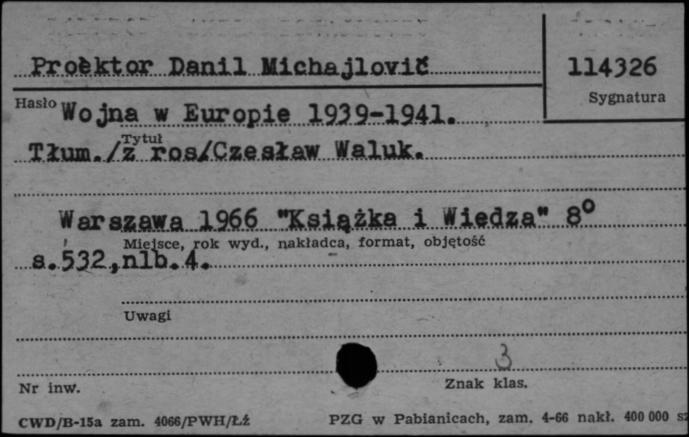 Proektor Danil Michajlovič
114326
Hasło
Sygnatura
Wojna w Europie 1939-1941.
Tytuł
Tłum./z ros/Czesław Waluk.
Warszawa 1966 "Książka i Wiedza" 8°
Miejsce, rok wyd., nakładca, format, objętość
s.532,nlb.4.
Uwagi
3
Nr inw.
Znak klas.
CWD/B-15a zam. 4066/PWH/Łź
PZG w Pabianicach, zam. 4-66 nakł. 400 000 sz